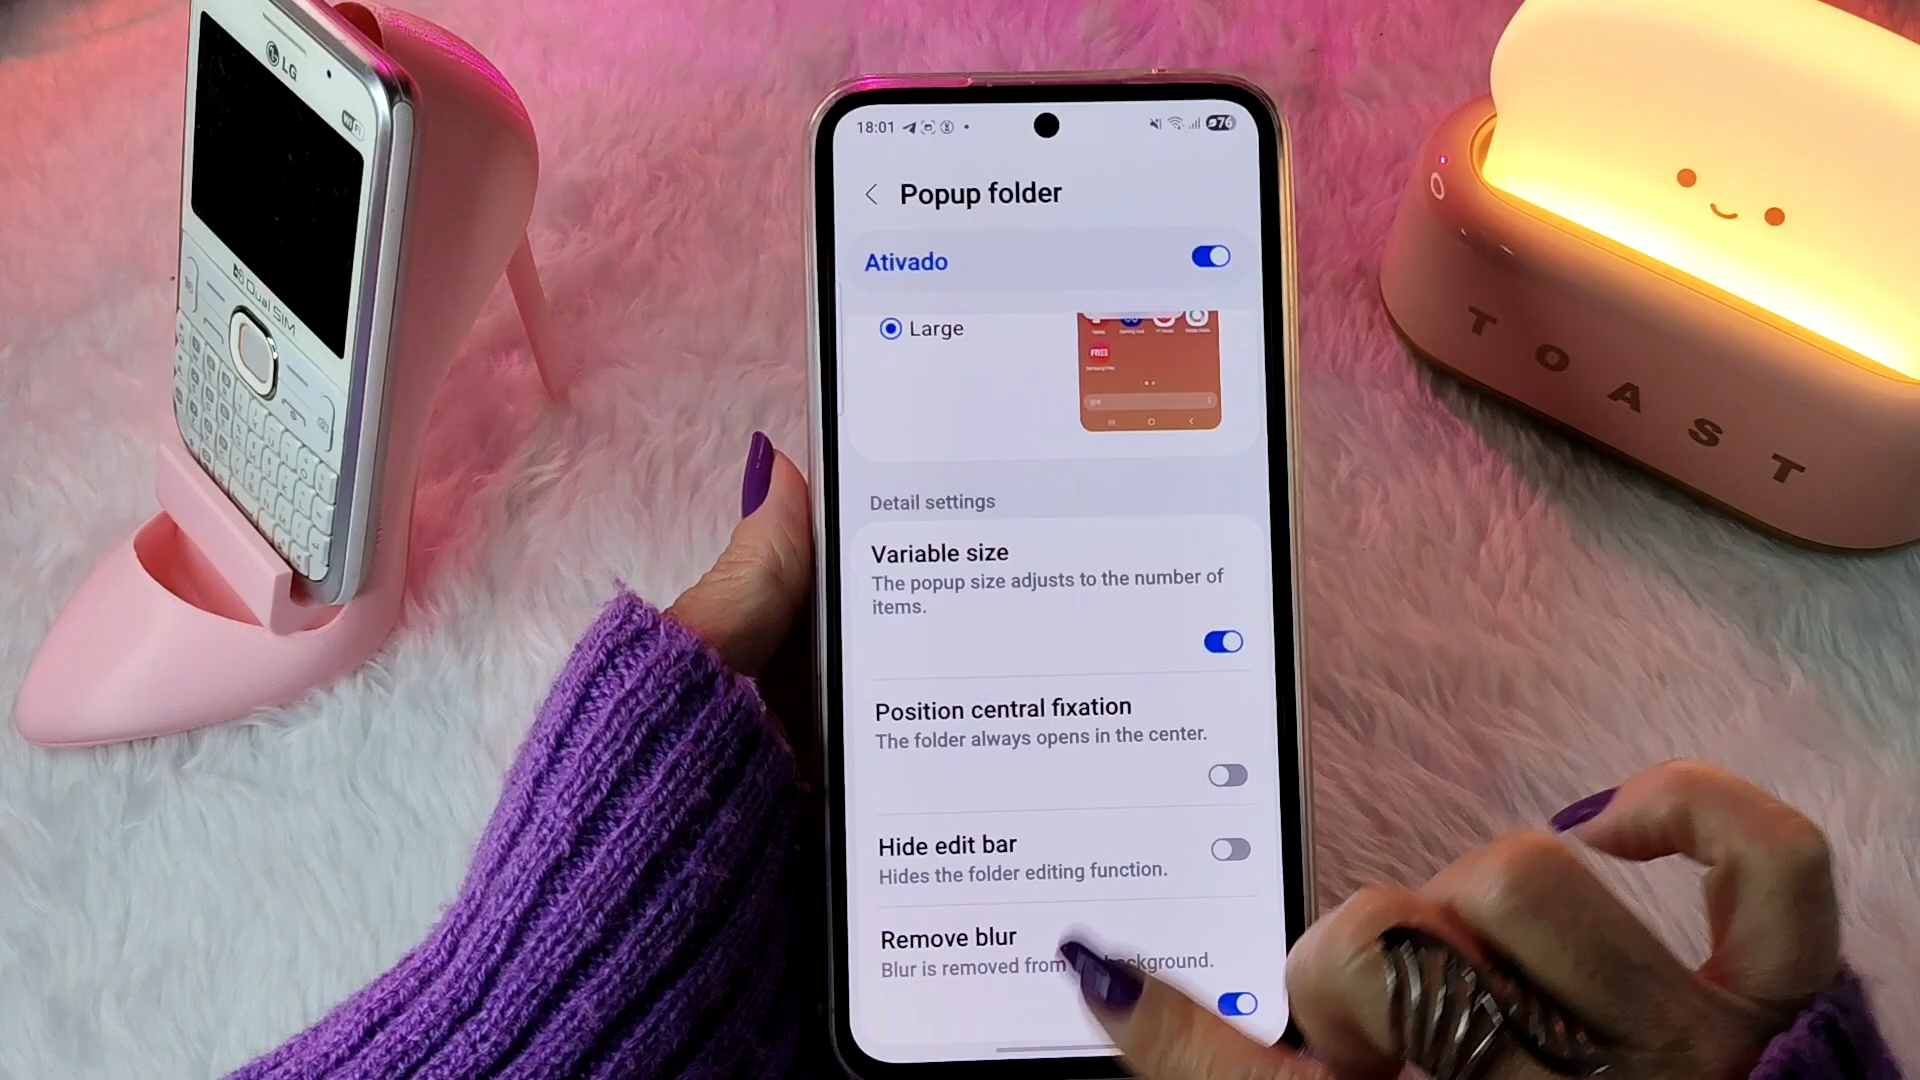 LG
WiFi
Dual SIM
18:01
76
Popup folder
Ativado
Large
FREE
Detail settings
Variable size
The popup size adjusts to the number of
items.
Position central fixation
The folder always opens in the center.
Hide edit bar
Hides the folder editing function.
Remove blur
Blur is removed from background.
TOAST